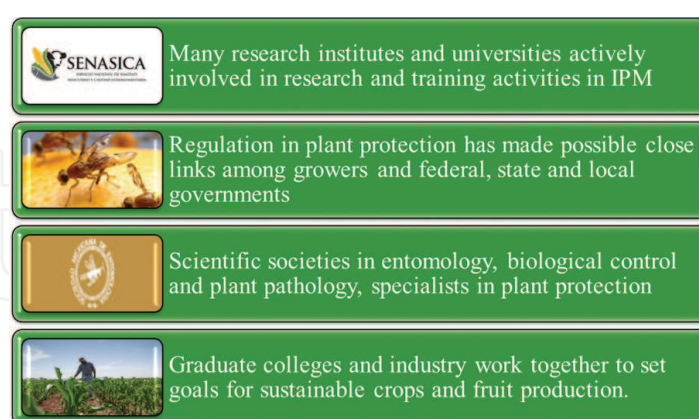 SENASICA
Many research institutes and universities actively
involved in research and training activities in IPM
Regulation in plant protection has made possible close
links among growers and federal, state and local
governments
Scientific societies in entomology, biological control
and plant pathology, specialists in plant protection
Graduate colleges and industry work together to set
goals for sustainable crops and fruit production.